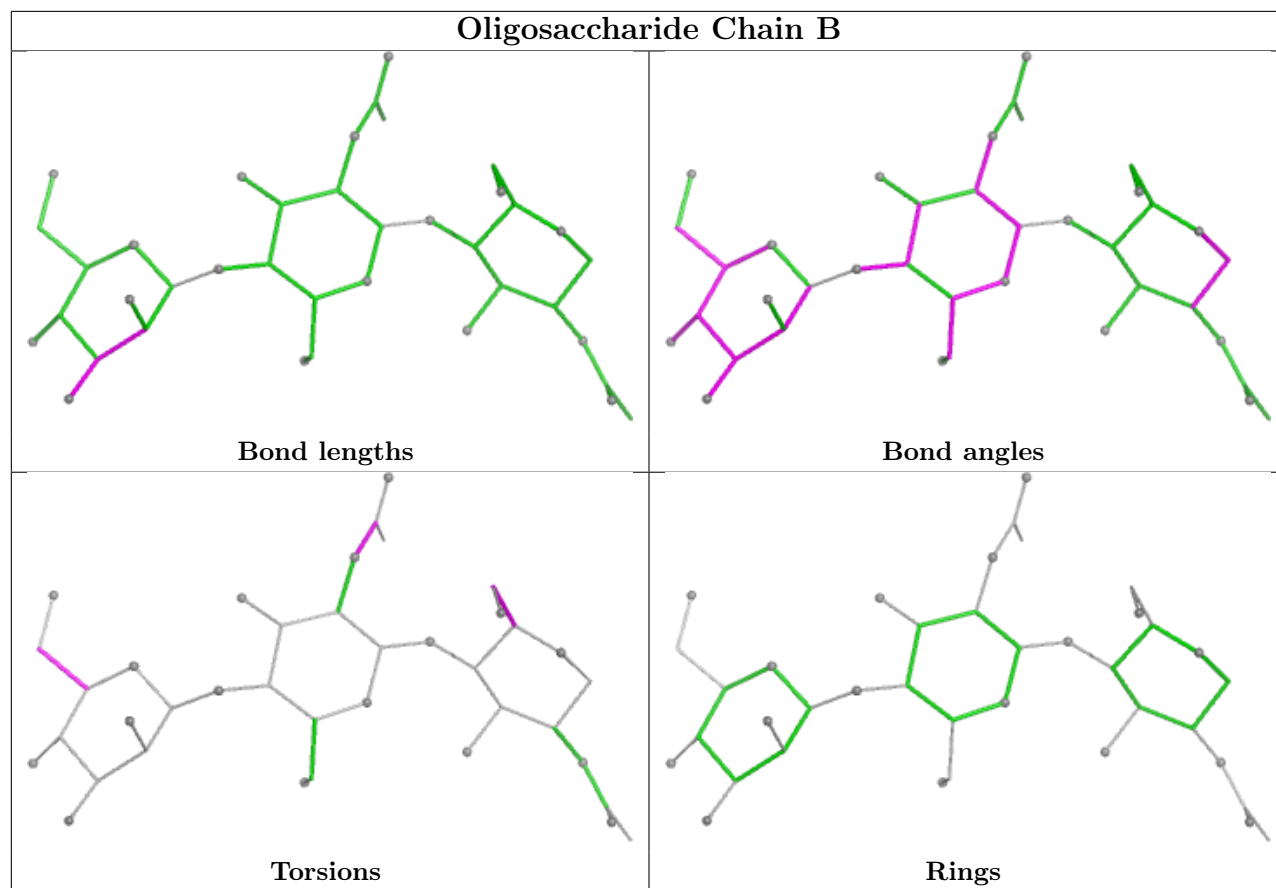 Oligosaccharide Chain B
Bond lengths
Bond angles
Torsions
Rings